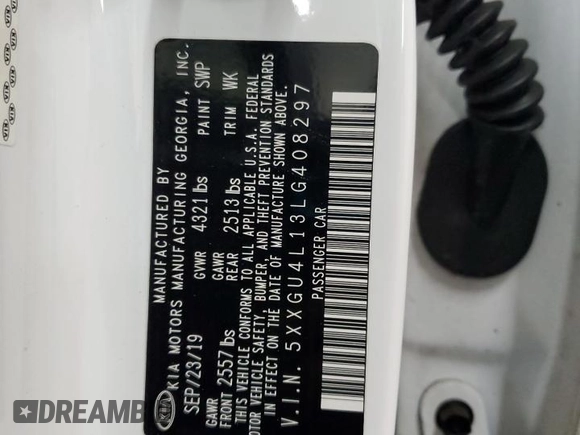 MANUFACTURED BY
KIA KIA MOTORS MANUFACTURING GEORGIA, INC.
SEP/23/19 GVWR 4321 lbs PAINT SWP
GAWR FRONT 2557 lbs GAWR REAR 2513 lbs TRIM WK
THIS VEHICLE CONFORMS TO ALL APPLICABLE U.S.A. FEDERAL
MOTOR VEHICLE SAFETY, BUMPER, AND THEFT PREVENTION STANDARDS
IN EFFECT ON THE DATE OF MANUFACTURE SHOWN ABOVE.
V.I.N. 5XXGU4L13LG408297
PASSENGER CAR
DREAMB